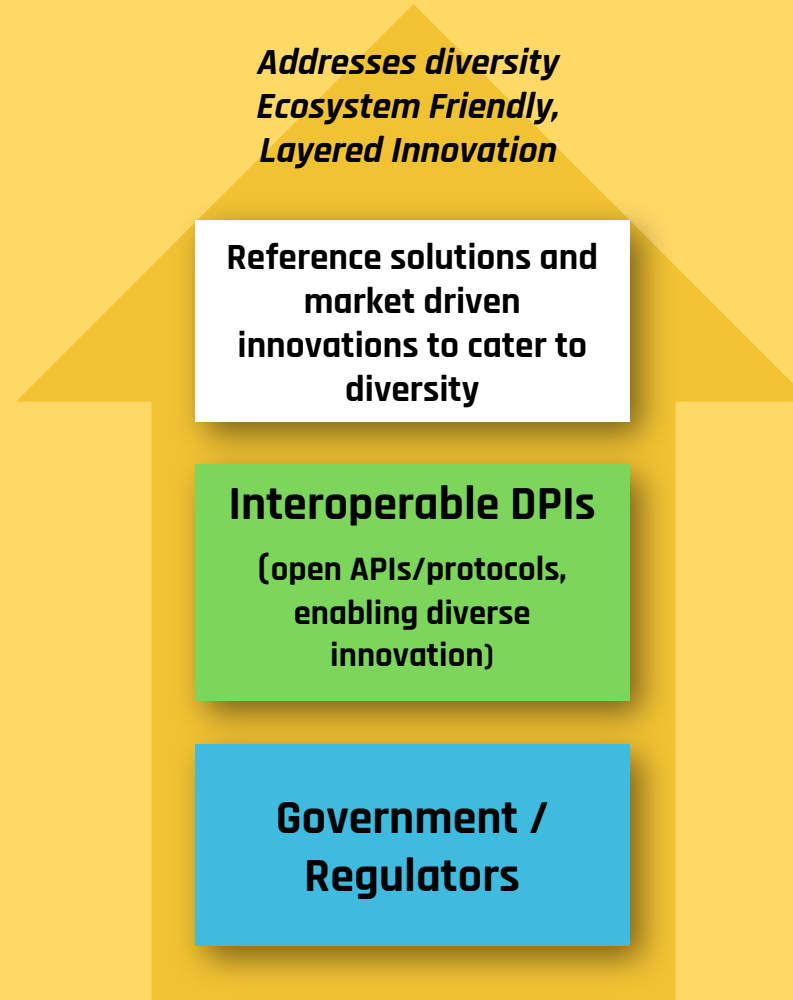 Addresses diversity
Ecosystem Friendly,
Layered Innovation
Reference solutions and
market driven
innovations to cater to
diversity
Interoperable DPIs
(open APIs/protocols,
enabling diverse
innovation)
Government /
Regulators